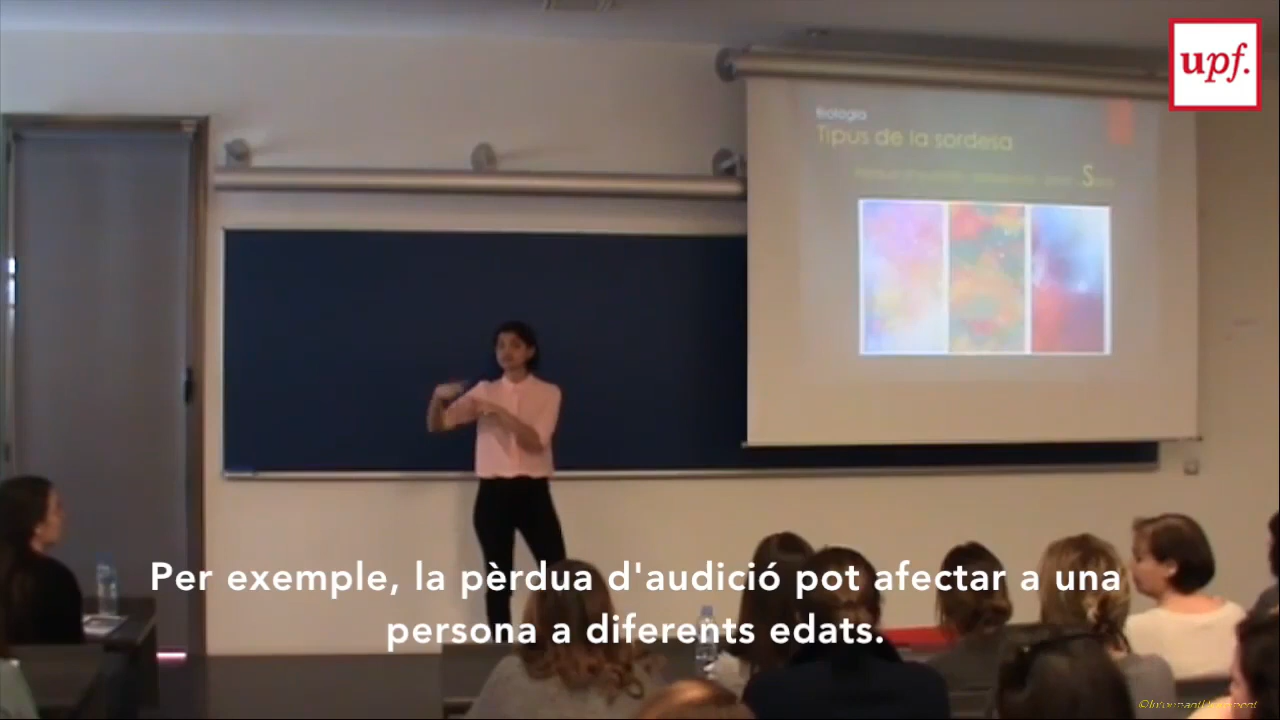 upf.
Biologia
Tipus de la sordesa
S
Per exemple, la pèrdua d'audició pot afectar a una
persona a diferents edats.